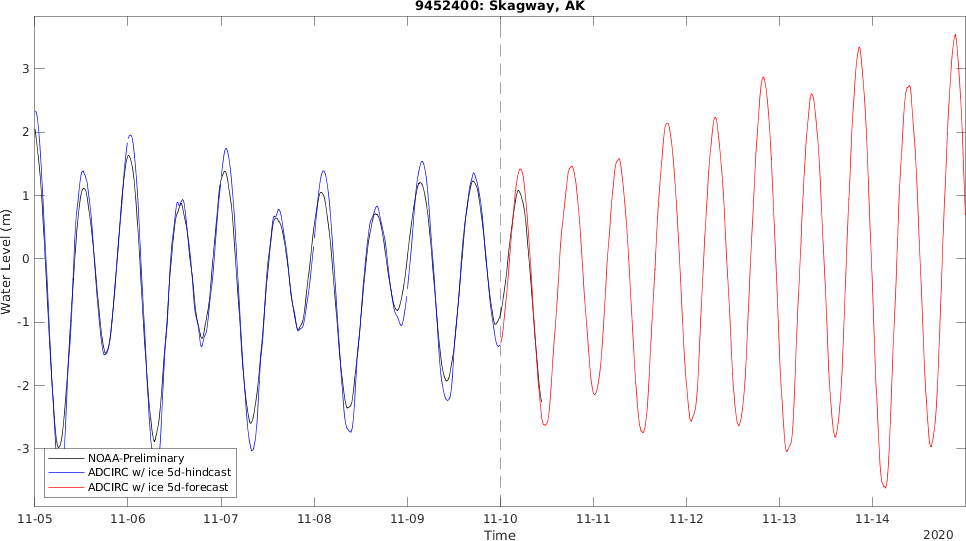 9452400: Skagway, AK
3
2
1
0
-1
-2
-3
Water Level (m)
NOAA-Preliminary
ADCIRC w/ ice 5d-hindcast
ADCIRC w/ ice 5d-forecast
11-05 11-06 11-07 11-08 11-09 11-10 11-11 11-12 11-13 11-14
Time
2020